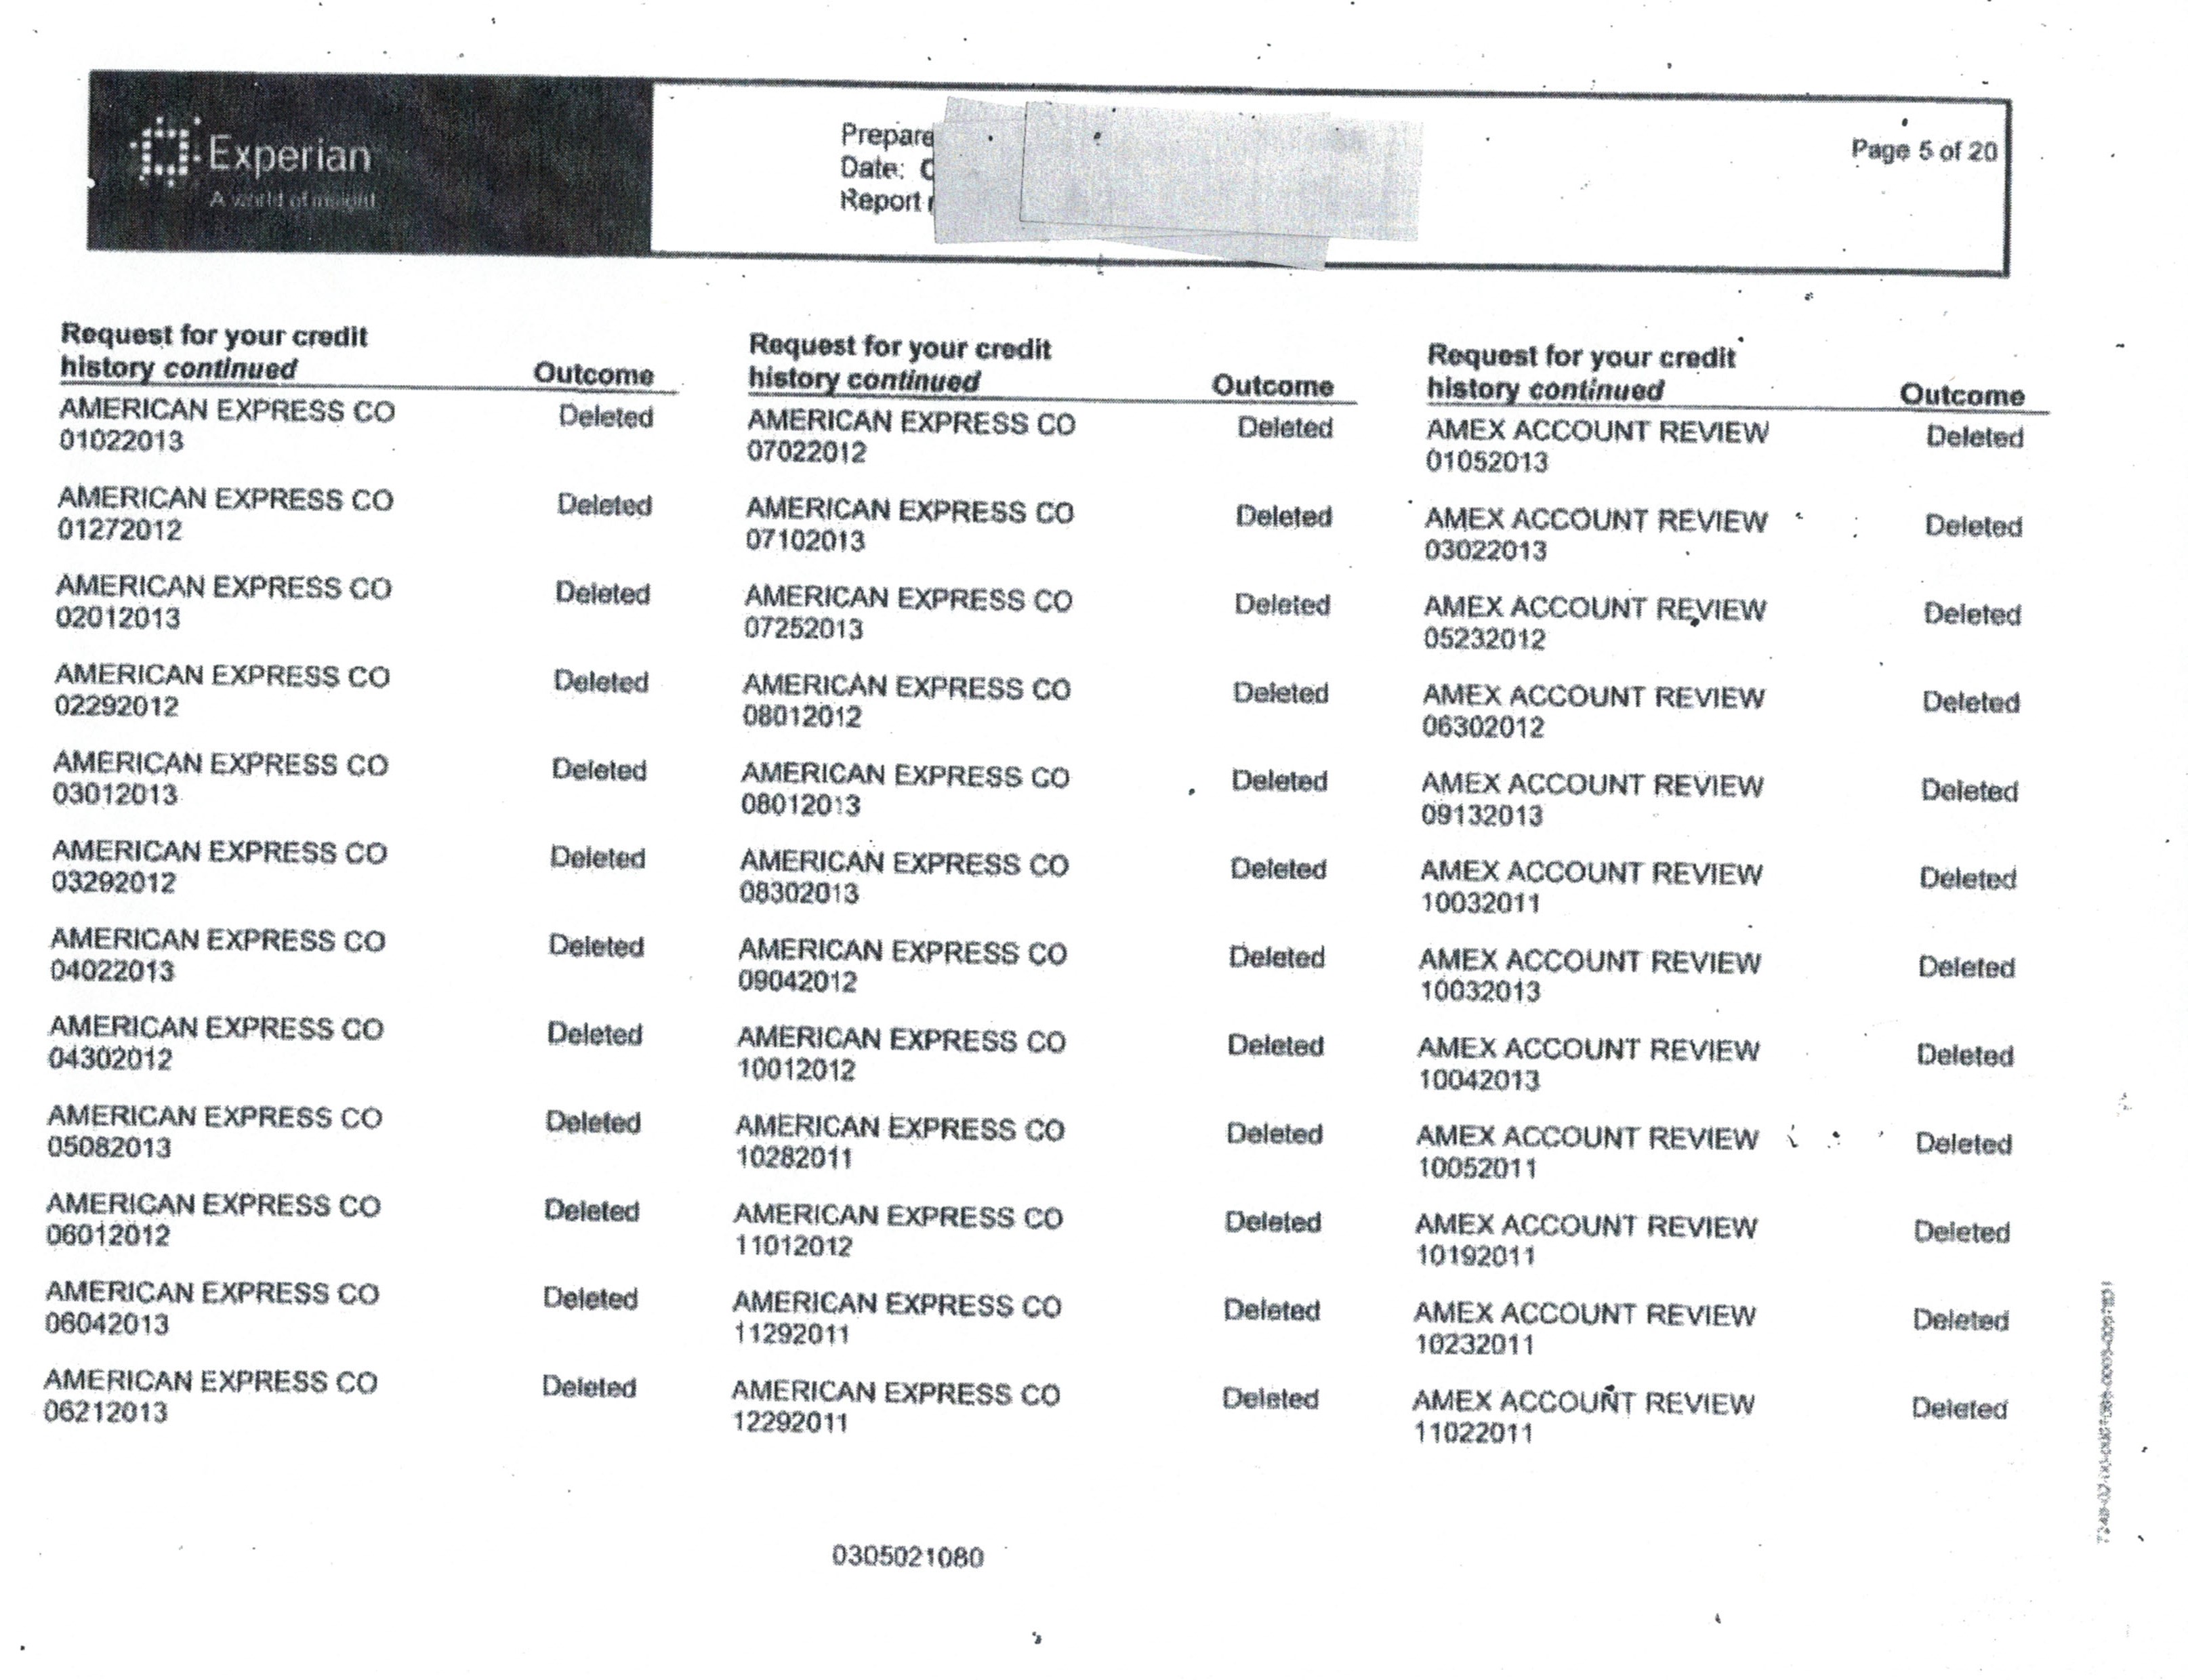 Experian
A world of insight
Prepare
Date:
Report
Page 5 of 20
Request for your credit
history continued Outcome
AMERICAN EXPRESS CO Deleted
01022013
AMERICAN EXPRESS CO Deleted
01272012
AMERICAN EXPRESS CO Deleted
02012013
AMERICAN EXPRESS CO Deleted
02292012
AMERICAN EXPRESS CO Deleted
03012013
AMERICAN EXPRESS CO Deleted
03292012
AMERICAN EXPRESS CO Deleted
04022013
AMERICAN EXPRESS CO Deleted
04302012
AMERICAN EXPRESS CO Deleted
05082013
AMERICAN EXPRESS CO Deleted
06012012
AMERICAN EXPRESS CO Deleted
06042013
AMERICAN EXPRESS CO Deleted
06212013
Request for your credit
history continued Outcome
AMERICAN EXPRESS CO Deleted
07022012
AMERICAN EXPRESS CO Deleted
07102013
AMERICAN EXPRESS CO Deleted
07252013
AMERICAN EXPRESS CO Deleted
08012012
AMERICAN EXPRESS CO Deleted
08012013
AMERICAN EXPRESS CO Deleted
08302013
AMERICAN EXPRESS CO Deleted
09042012
AMERICAN EXPRESS CO Deleted
10012012
AMERICAN EXPRESS CO Deleted
10282011
AMERICAN EXPRESS CO Deleted
11012012
AMERICAN EXPRESS CO Deleted
11292011
AMERICAN EXPRESS CO Deleted
12292011
Request for your credit
history continued Outcome
AMEX ACCOUNT REVIEW Deleted
01052013
AMEX ACCOUNT REVIEW Deleted
03022013
AMEX ACCOUNT REVIEW Deleted
05232012
AMEX ACCOUNT REVIEW Deleted
06302012
AMEX ACCOUNT REVIEW Deleted
09132013
AMEX ACCOUNT REVIEW Deleted
10032011
AMEX ACCOUNT REVIEW Deleted
10032013
AMEX ACCOUNT REVIEW Deleted
10042013
AMEX ACCOUNT REVIEW Deleted
10052011
AMEX ACCOUNT REVIEW Deleted
10192011
AMEX ACCOUNT REVIEW Deleted
10232011
AMEX ACCOUNT REVIEW Deleted
11022011
0305021080